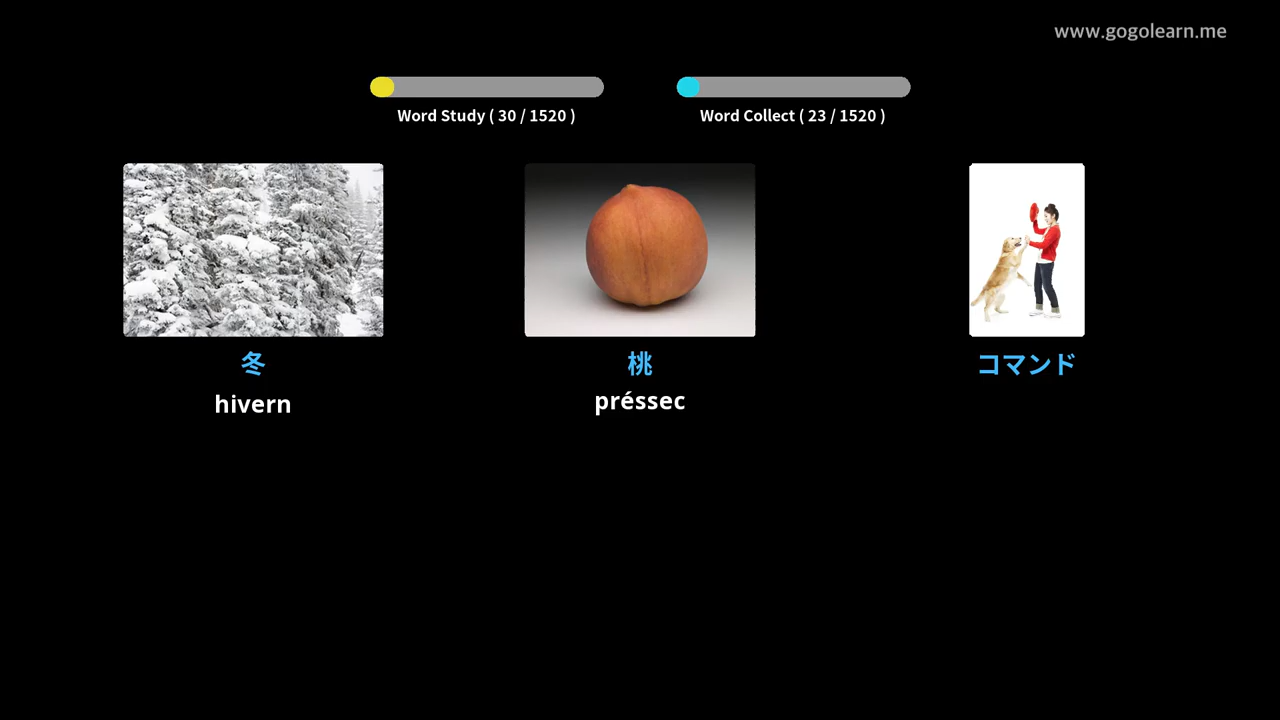 www.gogolearn.me
Word Study ( 30 / 1520 )
Word Collect ( 23 / 1520 )
冬
桃
コマンド
hivern
préssec